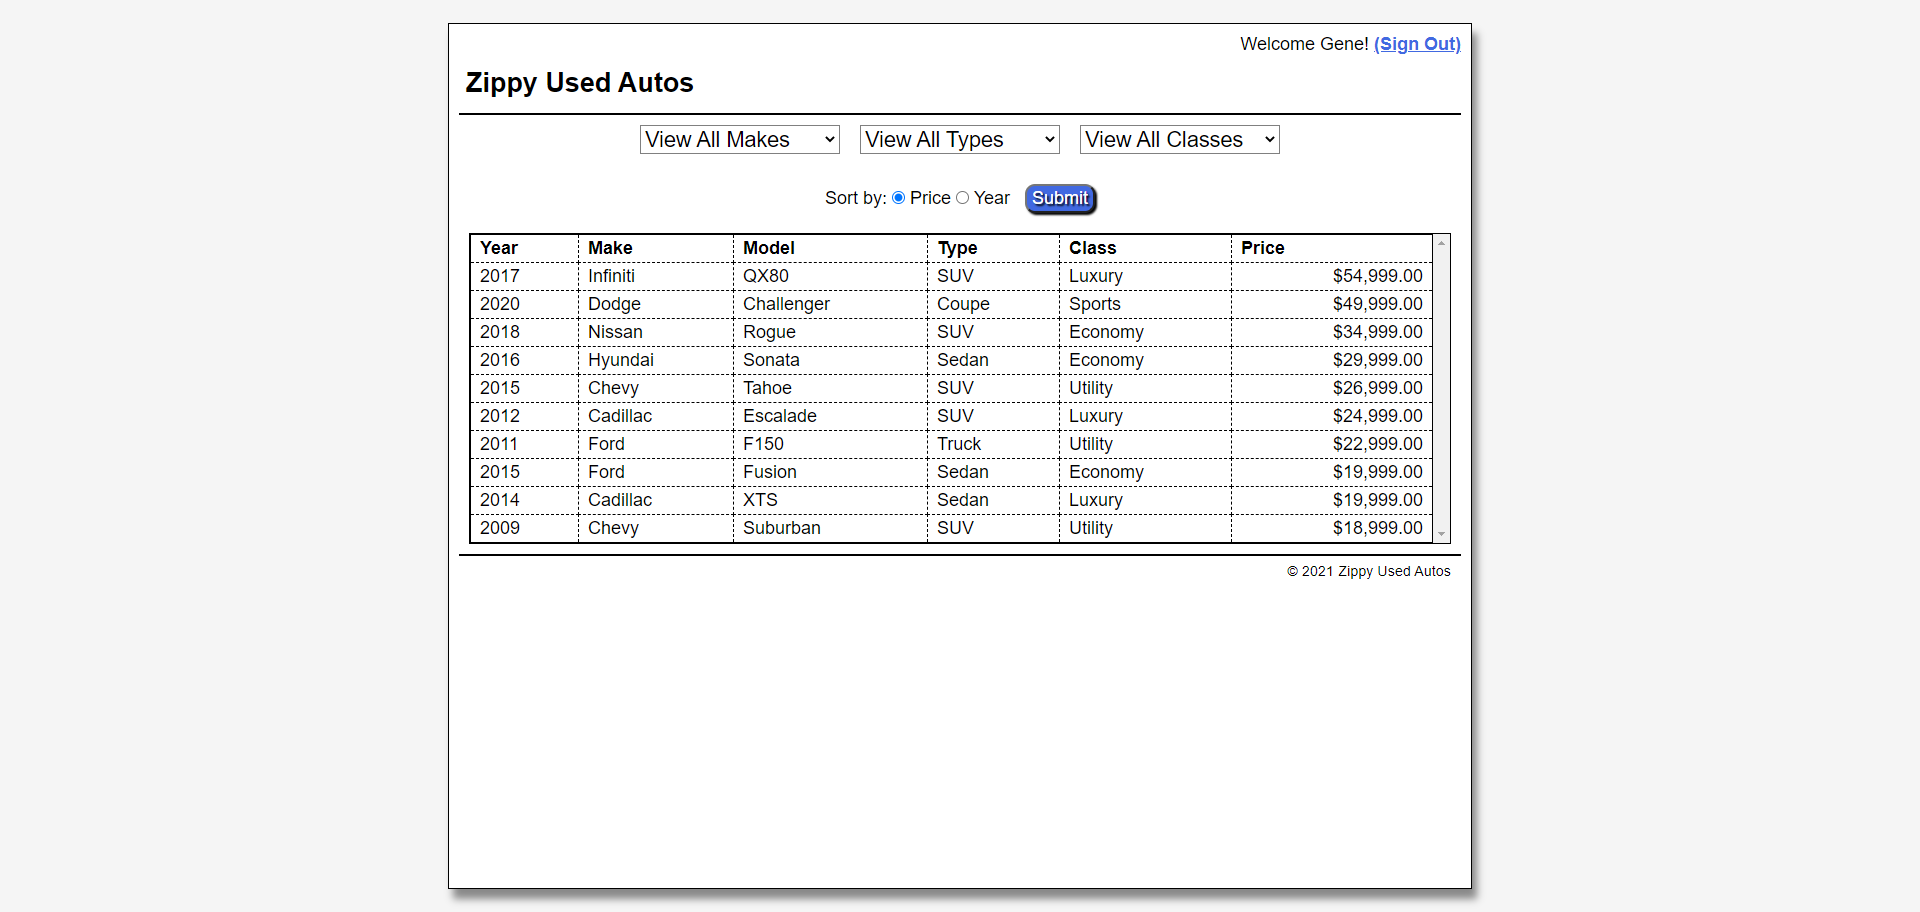 Welcome Gene! (Sign Out)
Zippy Used Autos
View All Makes View All Types View All Classes
Sort by: Price Year Submit
Year Make Model Type Class Price
2017 Infiniti QX80 SUV Luxury $54,999.00
2020 Dodge Challenger Coupe Sports $49,999.00
2018 Nissan Rogue SUV Economy $34,999.00
2016 Hyundai Sonata Sedan Economy $29,999.00
2015 Chevy Tahoe SUV Utility $26,999.00
2012 Cadillac Escalade SUV Luxury $24,999.00
2011 Ford F150 Truck Utility $22,999.00
2015 Ford Fusion Sedan Economy $19,999.00
2014 Cadillac XTS Sedan Luxury $19,999.00
2009 Chevy Suburban SUV Utility $18,999.00
© 2021 Zippy Used Autos